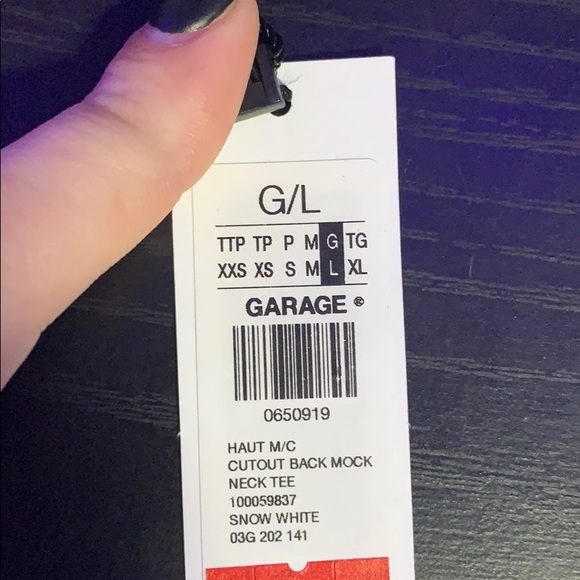 G/L
TTP TP P M G TG
XXS XS S M L XL
GARAGE ®
0650919
HAUT M/C
CUTOUT BACK MOCK
NECK TEE
100059837
SNOW WHITE
03G 202 141